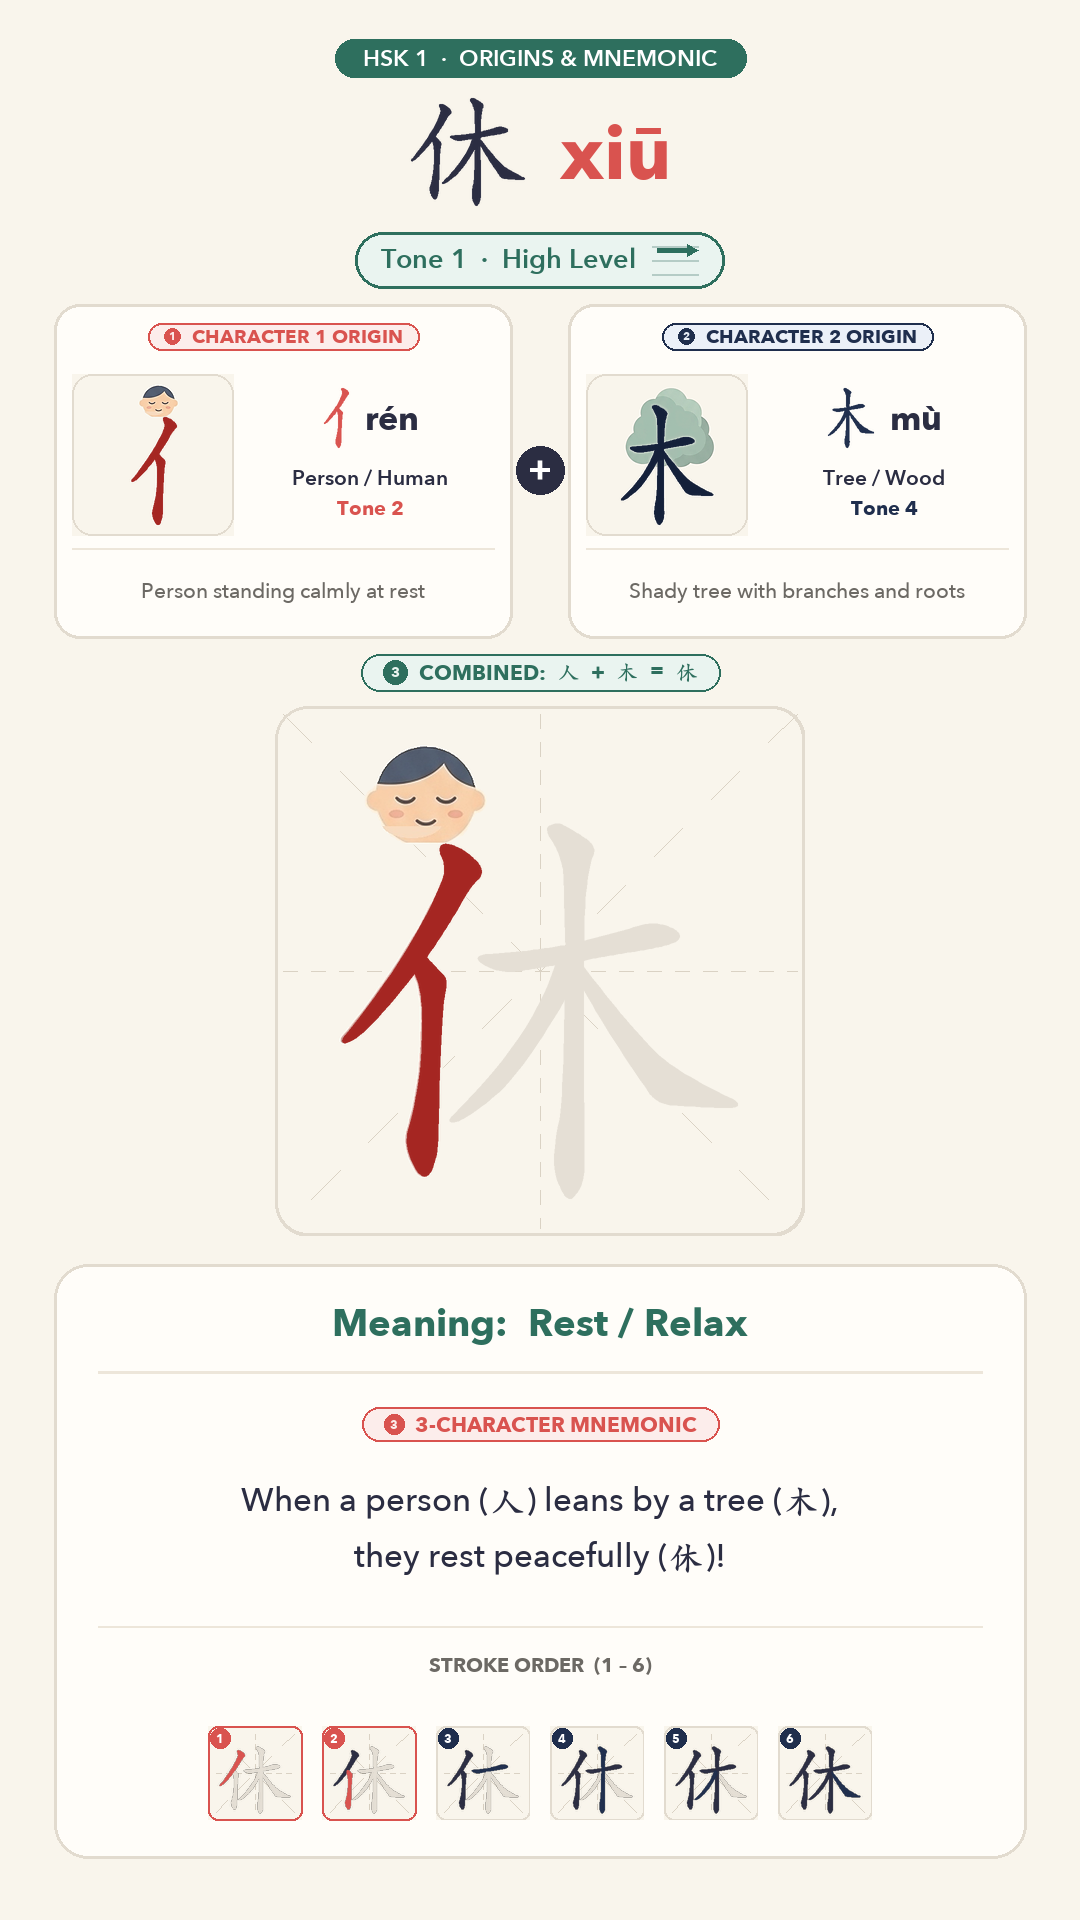 HSK 1 · ORIGINS & MNEMONIC
休 xiū
Tone 1 · High Level
1 CHARACTER 1 ORIGIN
亻 rén
Person / Human
Tone 2
Person standing calmly at rest
+
2 CHARACTER 2 ORIGIN
木 mù
Tree / Wood
Tone 4
Shady tree with branches and roots
3 COMBINED: 人 + 木 = 休
休
Meaning: Rest / Relax
3 3-CHARACTER MNEMONIC
When a person (人) leans by a tree (木),
they rest peacefully (休)!
STROKE ORDER (1 – 6)
1 2 3 4 5 6